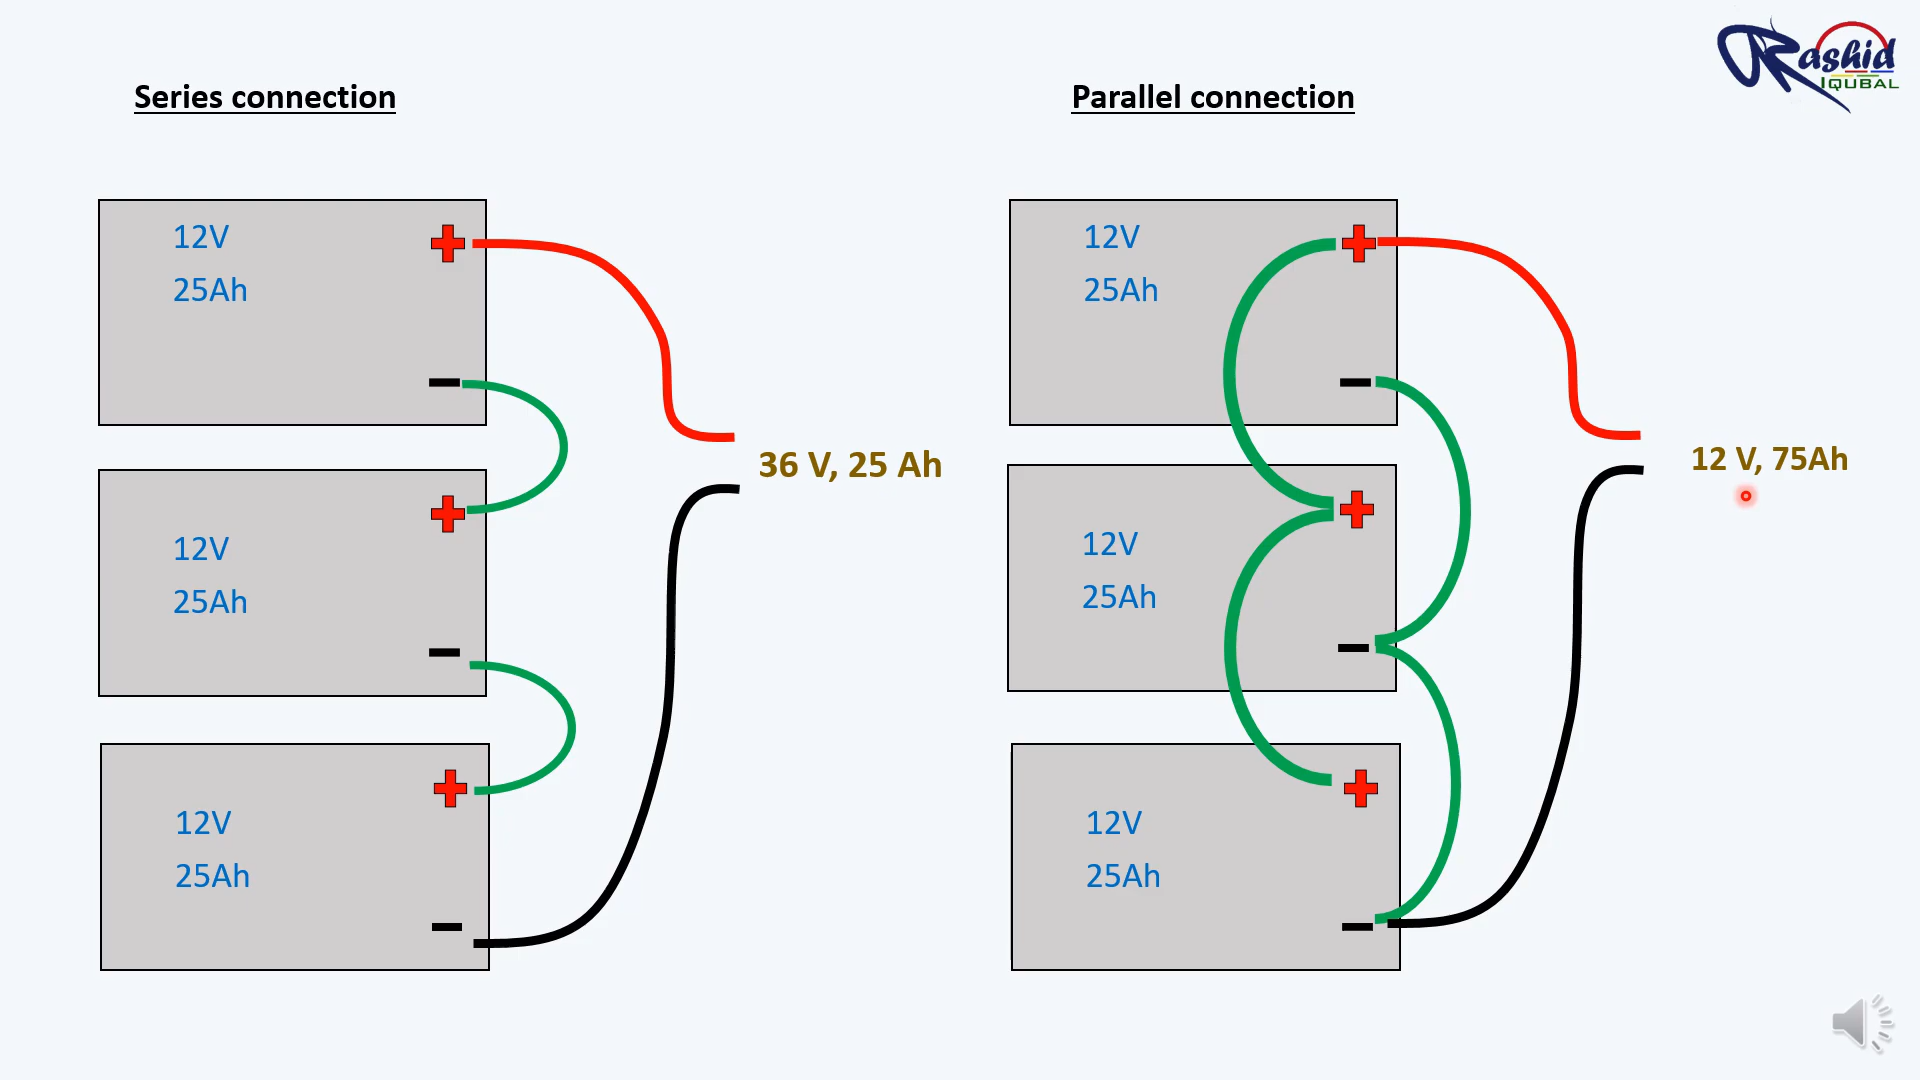 Rashid
IQUBAL
Series connection
Parallel connection
12V
25Ah
12V
25Ah
12V
25Ah
36 V, 25 Ah
12V
25Ah
12V
25Ah
12V
25Ah
12 V, 75Ah